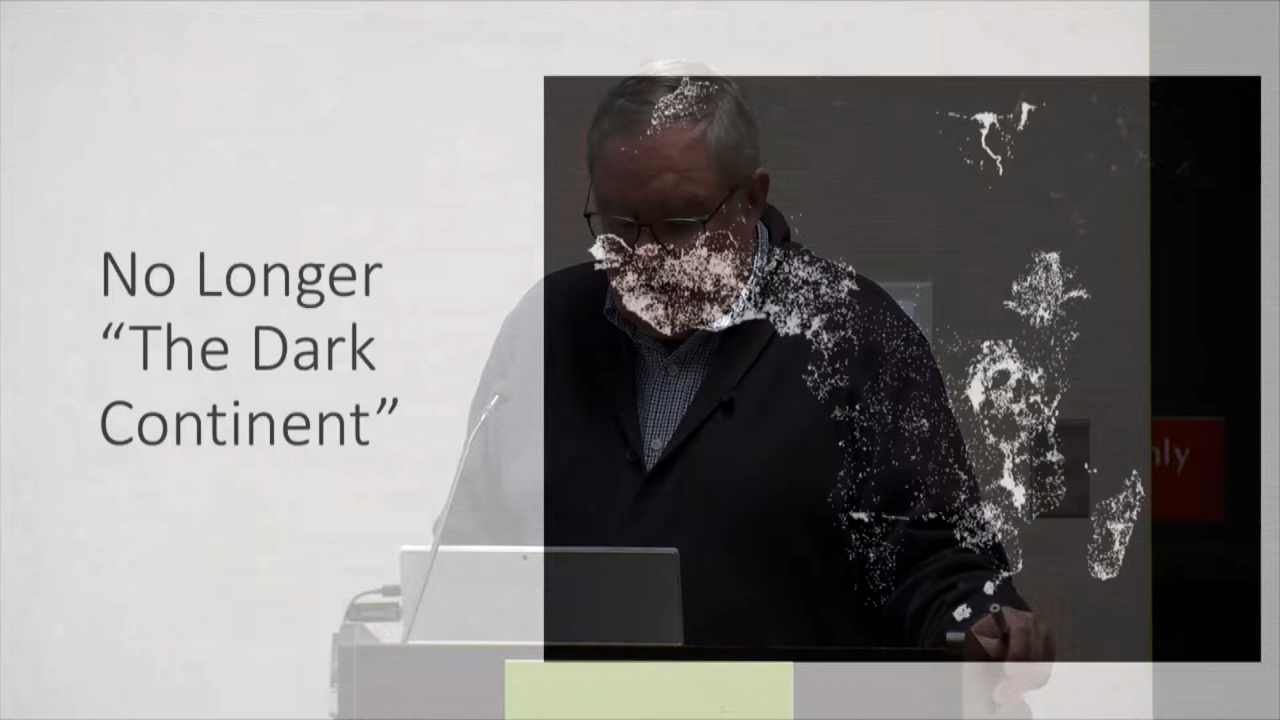 No Longer
“The Dark
Continent”